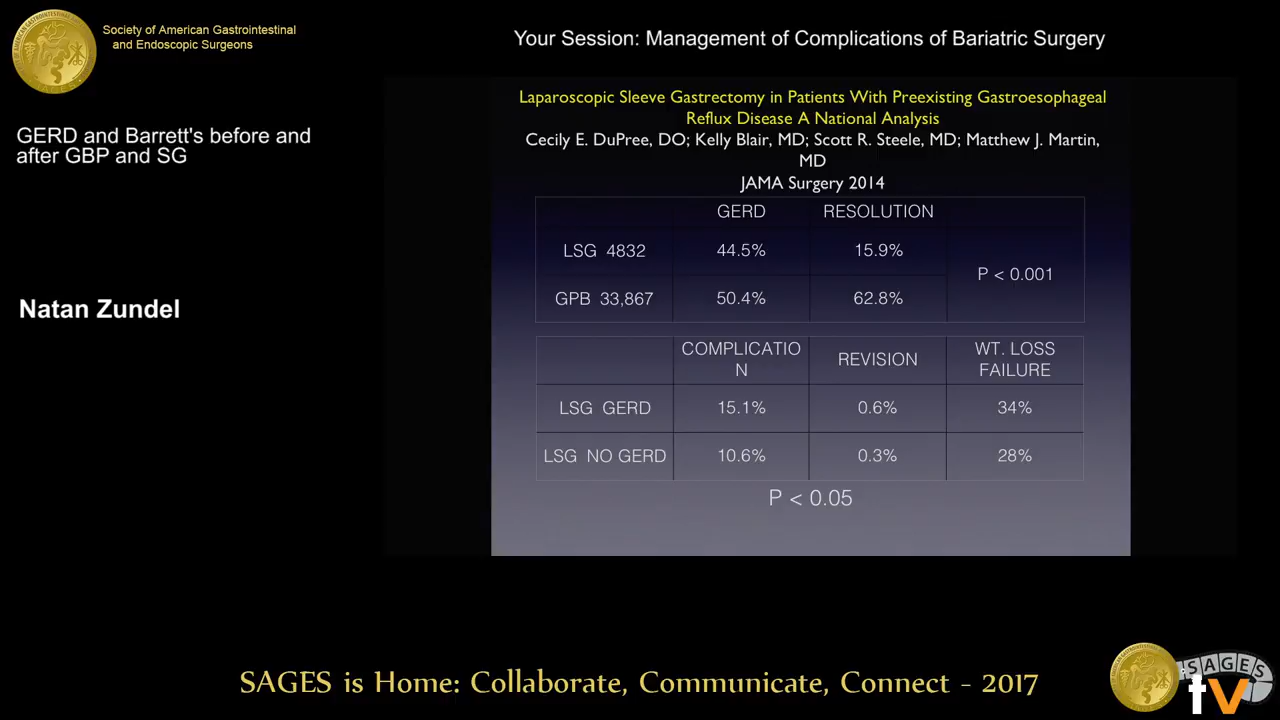 Society of American Gastrointestinal
and Endoscopic Surgeons
Your Session: Management of Complications of Bariatric Surgery
GERD and Barrett's before and
after GBP and SG
Natan Zundel
Laparoscopic Sleeve Gastrectomy in Patients With Preexisting Gastroesophageal
Reflux Disease A National Analysis
Cecily E. DuPree, DO; Kelly Blair, MD; Scott R. Steele, MD; Matthew J. Martin,
MD
JAMA Surgery 2014
GERD RESOLUTION
LSG 4832 44.5% 15.9%
P < 0.001
GPB 33,867 50.4% 62.8%
COMPLICATIO
N
REVISION
WT. LOSS
FAILURE
LSG GERD 15.1% 0.6% 34%
LSG NO GERD 10.6% 0.3% 28%
P < 0.05
SAGES is Home: Collaborate, Communicate, Connect - 2017
SAGES
tv